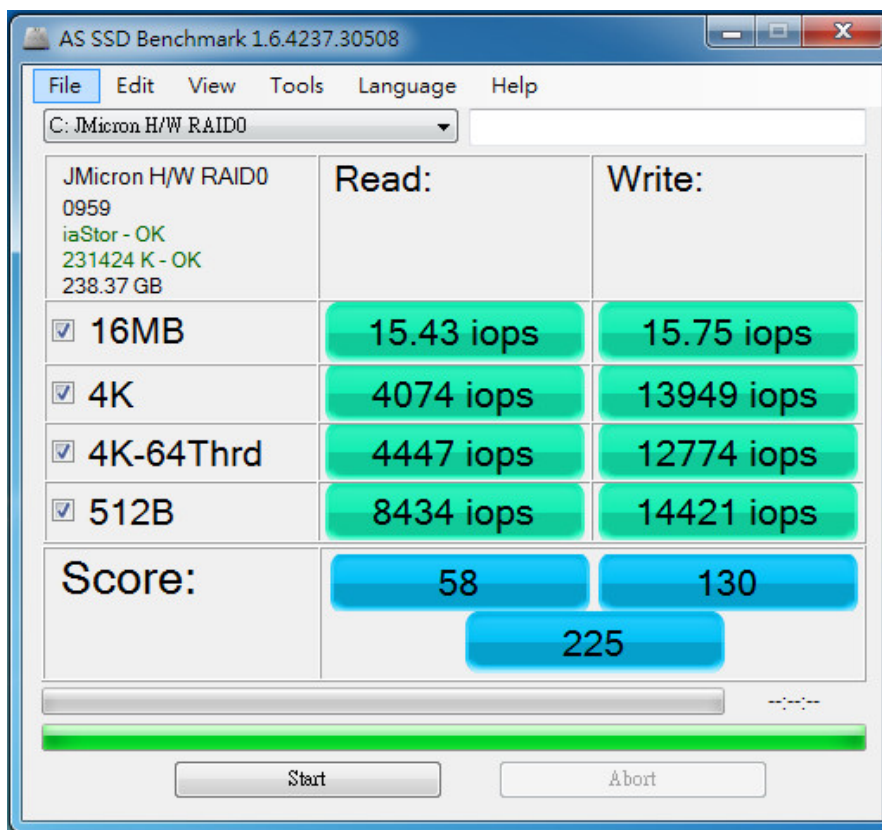 AS SSD Benchmark 1.6.4237.30508
File Edit View Tools Language Help
C: JMicron H/W RAID0
JMicron H/W RAID0
0959
iaStor - OK
231424 K - OK
238.37 GB
Read: Write:
16MB 15.43 iops 15.75 iops
4K 4074 iops 13949 iops
4K-64Thrd 4447 iops 12774 iops
512B 8434 iops 14421 iops
Score: 58 130
225
--:--:--
Start Abort